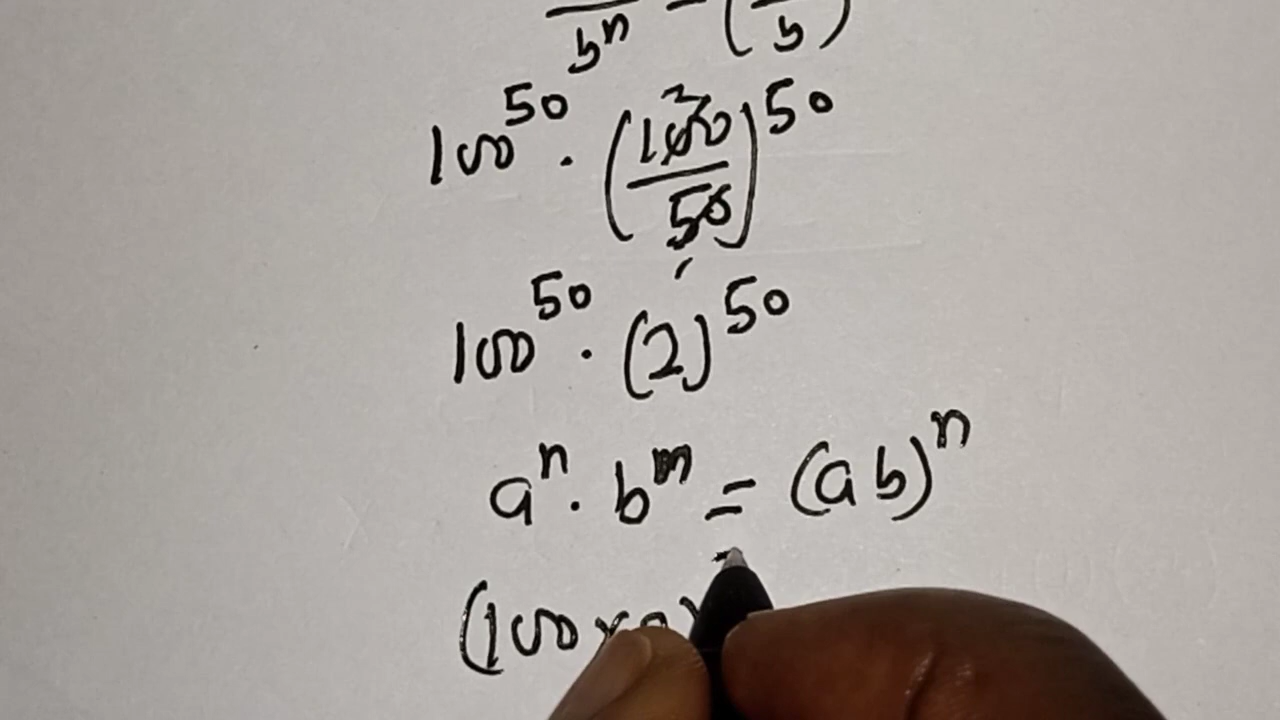 b^n = (/b)
100^50 · (100/50)^50
100^50 · (2)^50
a^n · b^m = (ab)^n
(100×2)